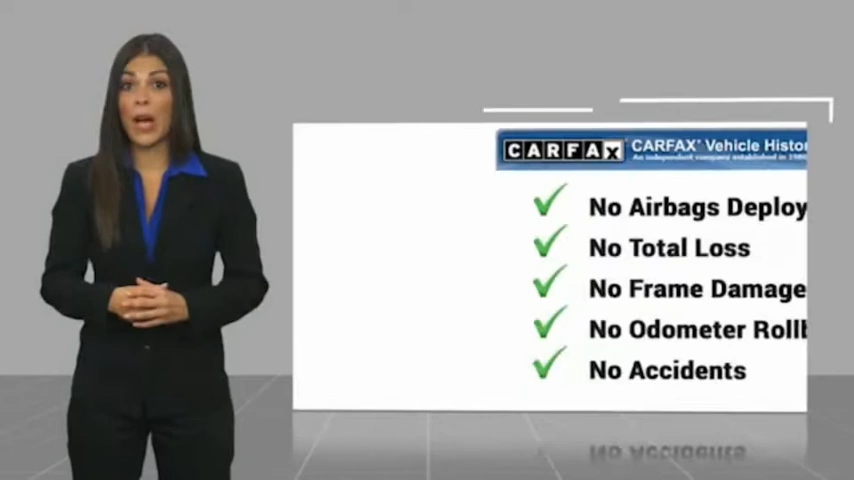 CARFAX CARFAX Vehicle Histor
An independent company established in 1986
No Airbags Deploy
No Total Loss
No Frame Damage
No Odometer Rollb
No Accidents